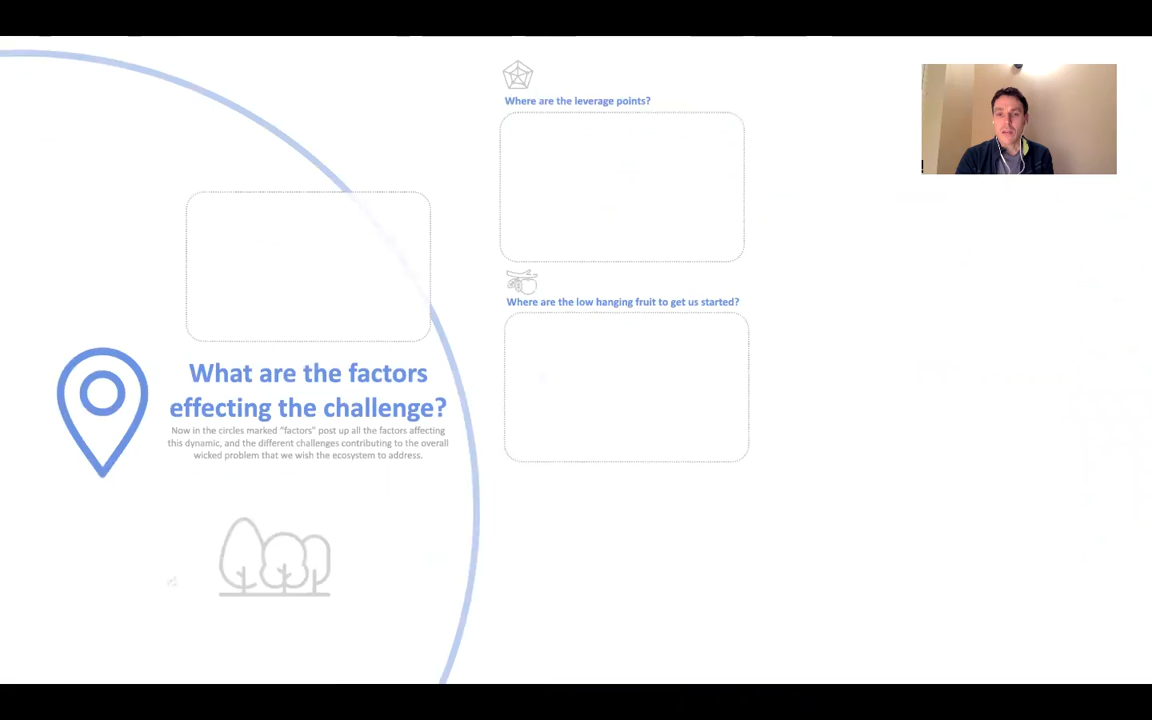 Where are the leverage points?
Where are the low hanging fruit to get us started?
What are the factors
effecting the challenge?
Now in the circles marked “factors” post up all the factors affecting
this dynamic, and the different challenges contributing to the overall
wicked problem that we wish the ecosystem to address.